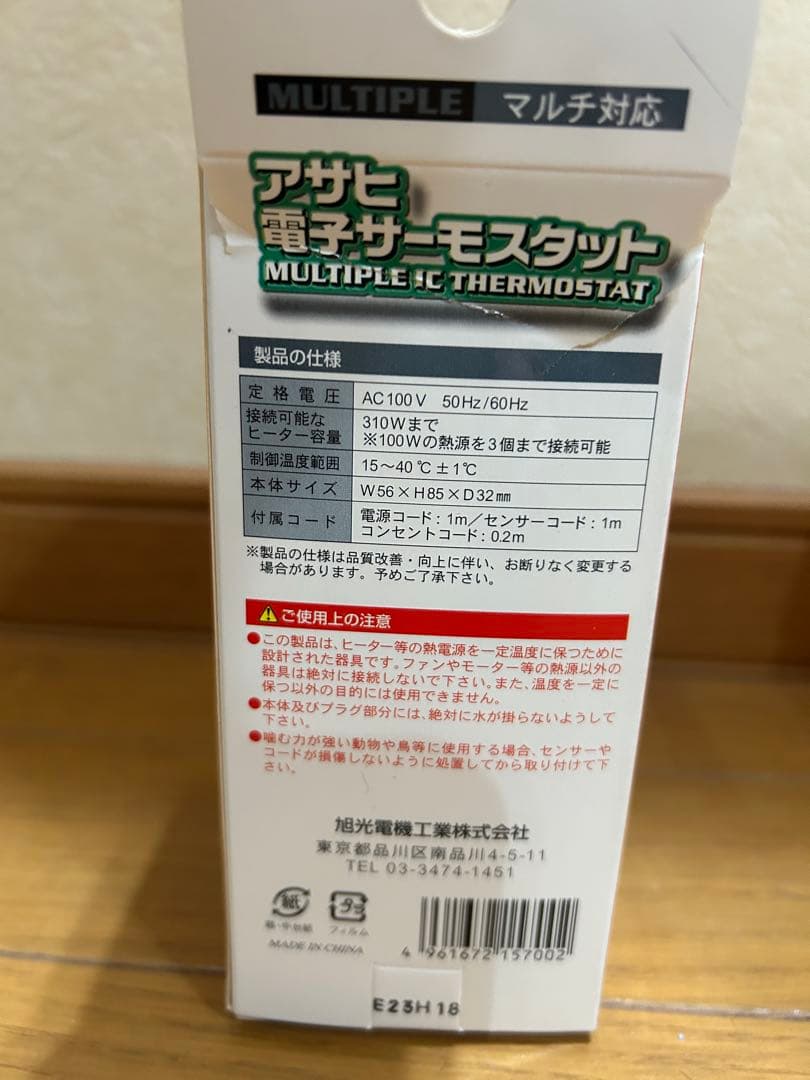 MULTIPLE マルチ対応
アサヒ
電子サーモスタット
MULTIPLE IC THERMOSTAT
製品の仕様
定格電圧 AC100V 50Hz/60Hz
接続可能な
ヒーター容量
310Wまで
※100Wの熱源を3個まで接続可能
制御温度範囲 15～40℃±1℃
本体サイズ W56×H85×D32㎜
付属コード
電源コード:1m／センサーコード:1m
コンセントコード:0.2m
※製品の仕様は品質改善・向上に伴い、お断りなく変更する
場合があります。予めご了承下さい。
ご使用上の注意
●この製品は、ヒーター等の熱電源を一定温度に保つために
設計された器具です。ファンやモーター等の熱源以外の
器具は絶対に接続しないで下さい。また、温度を一定に
保つ以外の目的には使用できません。
●本体及びプラグ部分には、絶対に水が掛らないようして
下さい。
●噛む力が強い動物や鳥等に使用する場合、センサーや
コードが損傷しないように処置してから取り付けて下
さい。
旭光電機工業株式会社
東京都品川区南品川4-5-11
TEL 03-3474-1451
紙
プラ
フィルム
MADE IN CHINA
4 961672 157002
E23H18